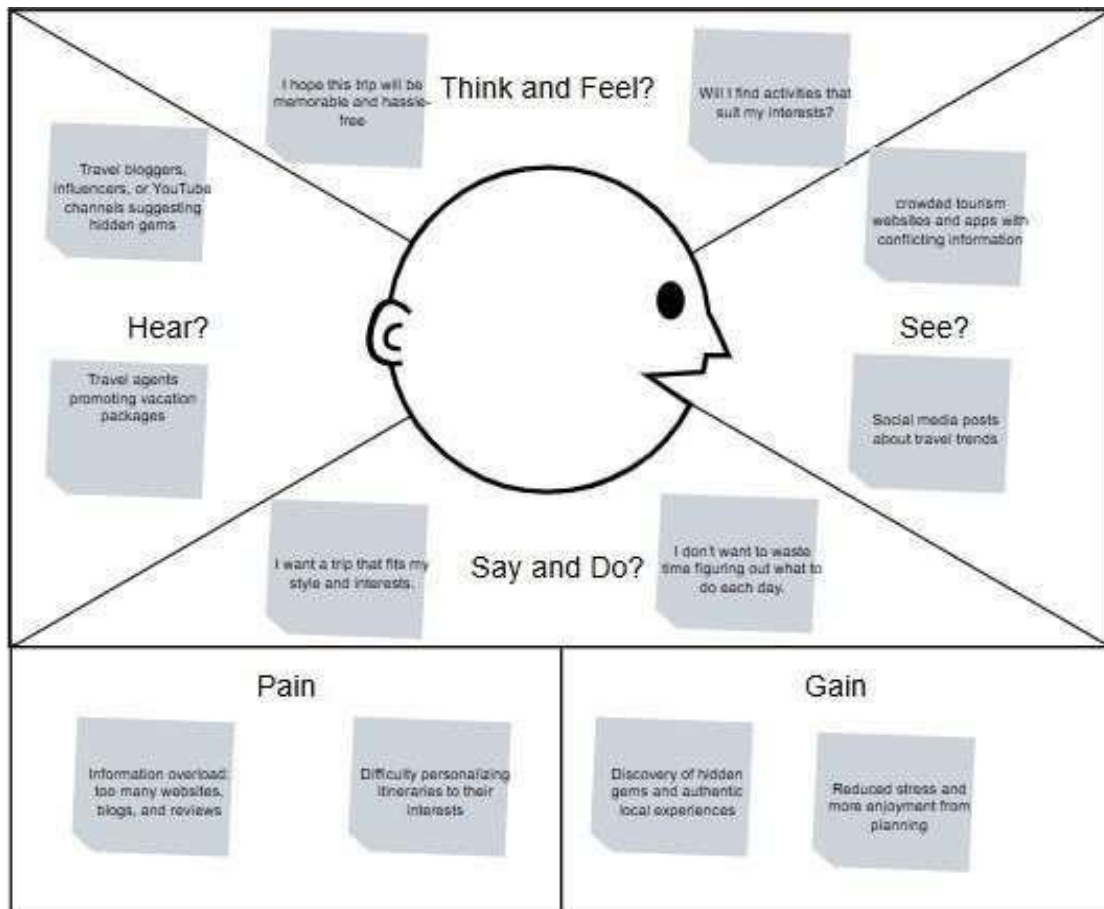 Think and Feel?
I hope this trip will be
memorable and hassle-
free
Will I find activities that
suit my interests?
Travel bloggers,
influencers, or YouTube
channels suggesting
hidden gems
Hear?
Travel agents
promoting vacation
packages
crowded tourism
websites and apps with
conflicting information
See?
Social media posts
about travel trends
I want a trip that fits my
style and interests.
Say and Do?
I don't want to waste
time figuring out what to
do each day.
Pain
Information overload:
too many websites,
blogs, and reviews
Difficulty personalizing
itineraries to their
interests
Gain
Discovery of hidden
gems and authentic
local experiences
Reduced stress and
more enjoyment from
planning